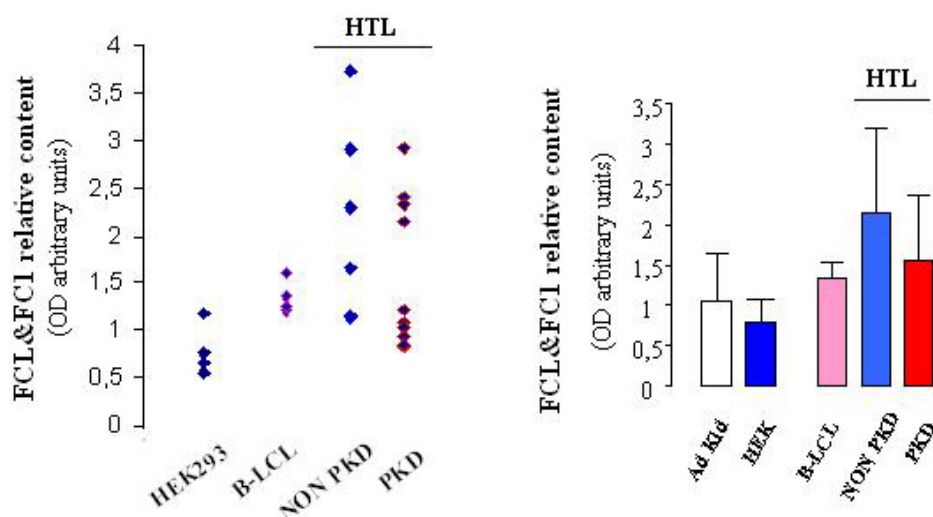 HTL
FCL&FC1 relative content
(OD arbitrary units)
4
3,5
3
2,5
2
1.5
1
0,5
0
HEK293
B-LCL
NON PKD
PKD
HTL
FCL&FC1 relative content
(OD arbitrary units)
3,5
3
2,5
2
1,5
1
0,5
0
Ad Kid
HEK
B-LCL
NON PKD
PKD